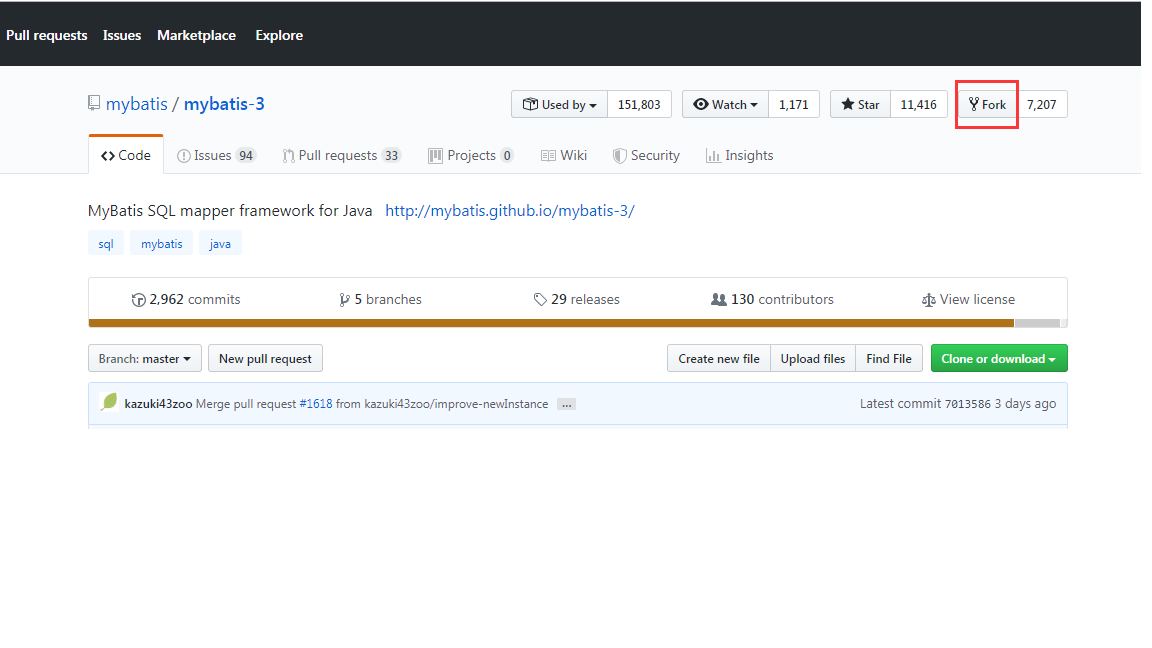 Pull requests Issues Marketplace Explore
mybatis / mybatis-3 Used by 151,803 Watch 1,171 Star 11,416 Fork 7,207
Code Issues 94 Pull requests 33 Projects 0 Wiki Security Insights
MyBatis SQL mapper framework for Java http://mybatis.github.io/mybatis-3/
sql mybatis java
2,962 commits 5 branches 29 releases 130 contributors View license
Branch: master New pull request Create new file Upload files Find File Clone or download
kazuki43zoo Merge pull request #1618 from kazuki43zoo/improve-newInstance ... Latest commit 7013586 3 days ago